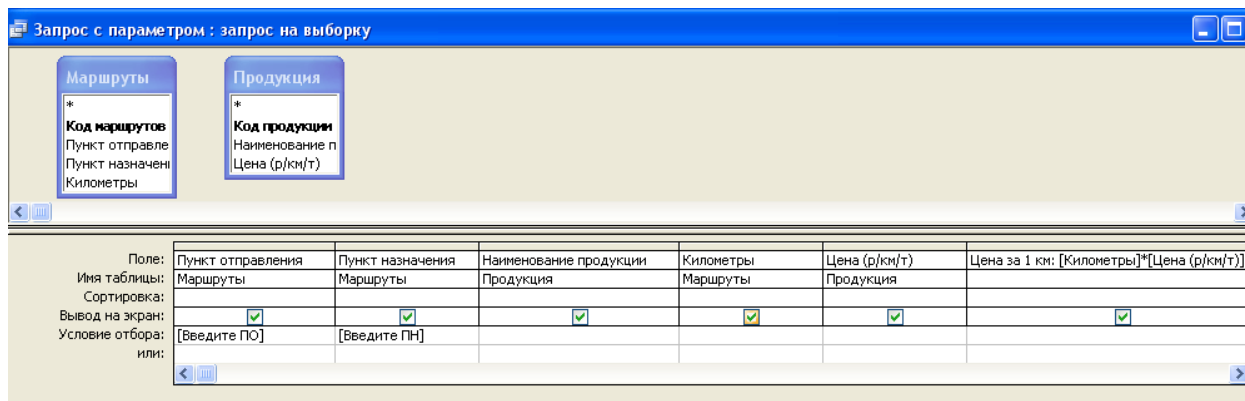 Запрос с параметром : запрос на выборку
Маршруты
*
Код маршрутов
Пункт отправле
Пункт назначені
Километры
Продукция
*
Код продукции
Наименование п
Цена (р/км/т)
Поле: Пункт отправления Пункт назначения Наименование продукции Километры Цена (р/км/т) Цена за 1 км: [Километры]*[Цена (р/км/т)]
Имя таблицы: Маршруты Маршруты Продукция Маршруты Продукция
Сортировка:
Вывод на экран:
Условие отбора: [Введите ПО] [Введите ПН]
или: